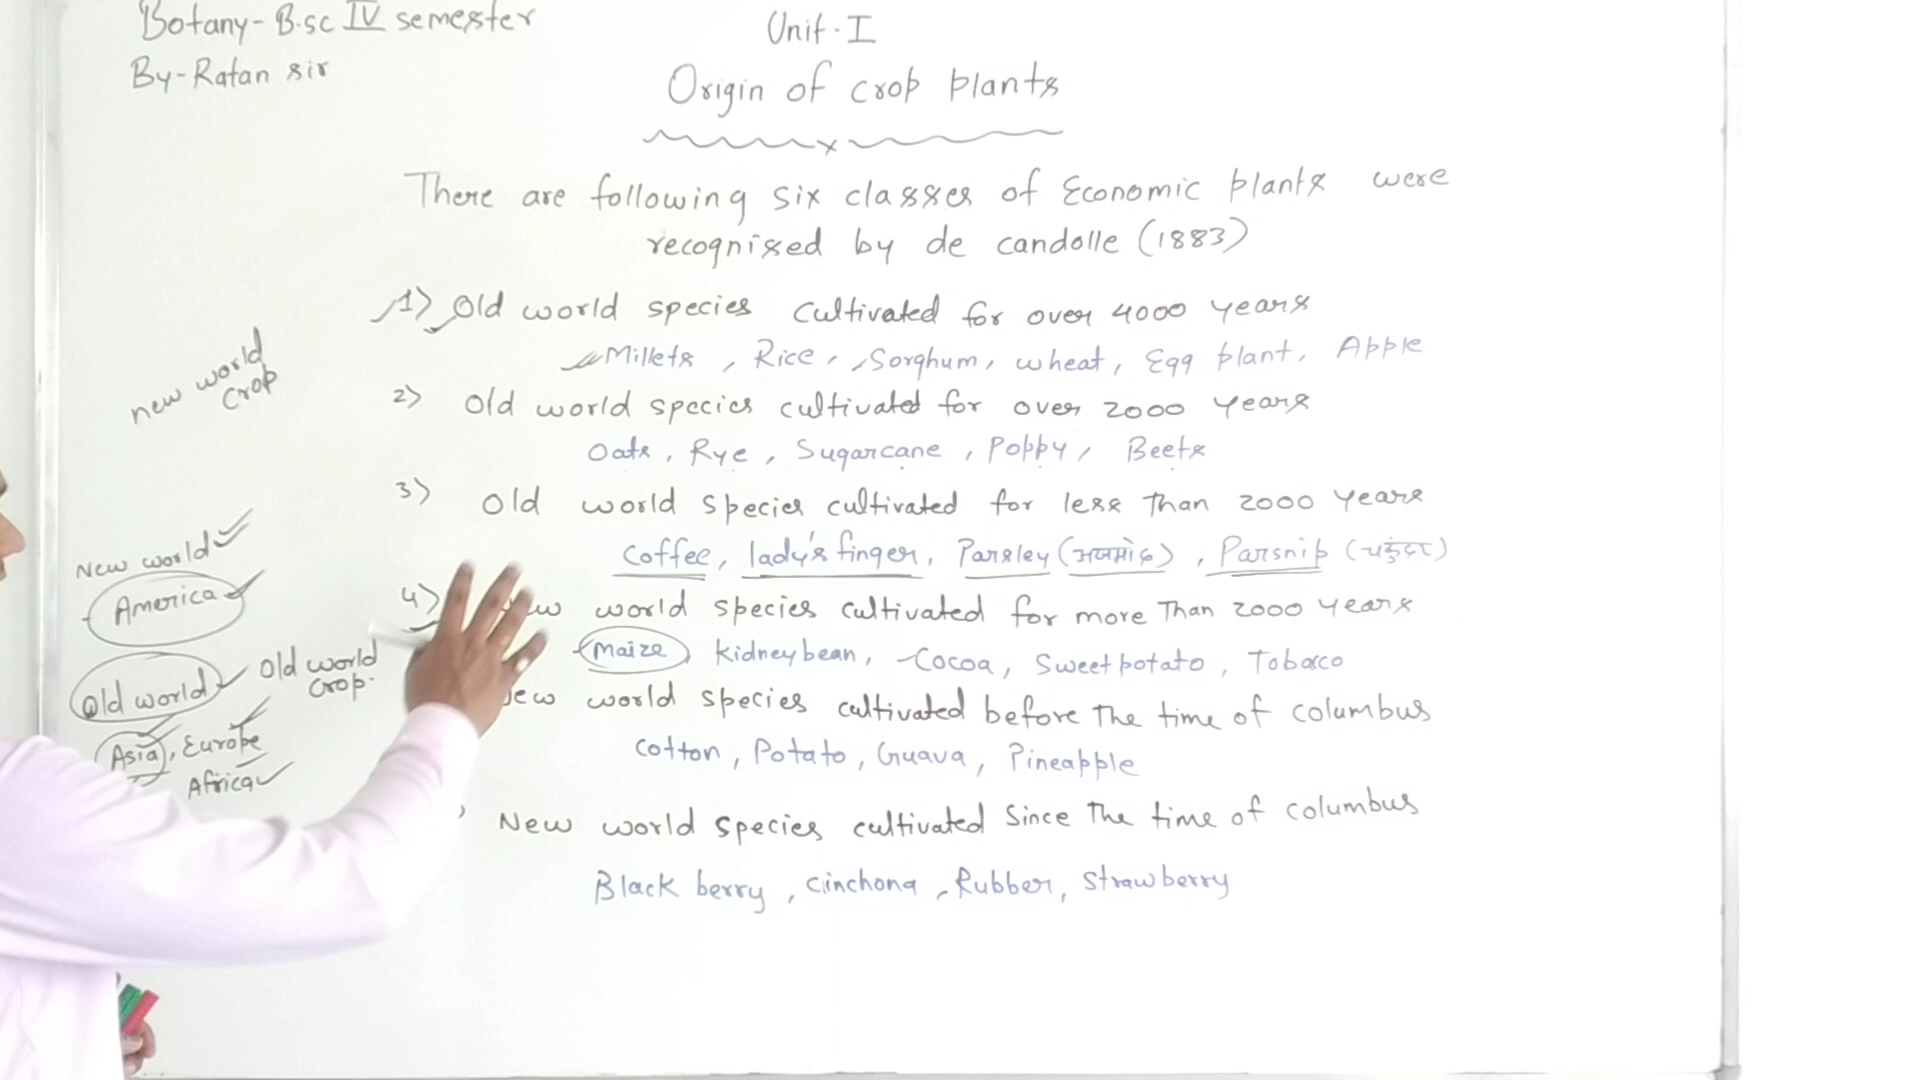 Botany-B.sc IV semester
By-Ratan sir
Unit-I
Origin of crop plants
There are following six classes of Economic plants were
recognised by de candolle (1883)
1) Old world species cultivated for over 4000 years
Millets, Rice, Sorghum, wheat, Egg plant, Apple
2) Old world species cultivated for over 2000 years
Oats, Rye, Sugarcane, Poppy, Beets
3) Old world species cultivated for less than 2000 years
Coffee, lady's finger, Parsley (अजमोद), Parsnip
4) world species cultivated for more Than 2000 years
Maize, Kidneybean, Cocoa, Sweetpotato, Tobacco
world species cultivated before The time of columbus
Cotton, Potato, Guava, Pineapple
New world species cultivated Since The time of columbus
Black berry, Cinchona, Rubber, Strawberry
new world
crop
New world
America
Old world
Old world
crop.
Asia, Europe
Africa